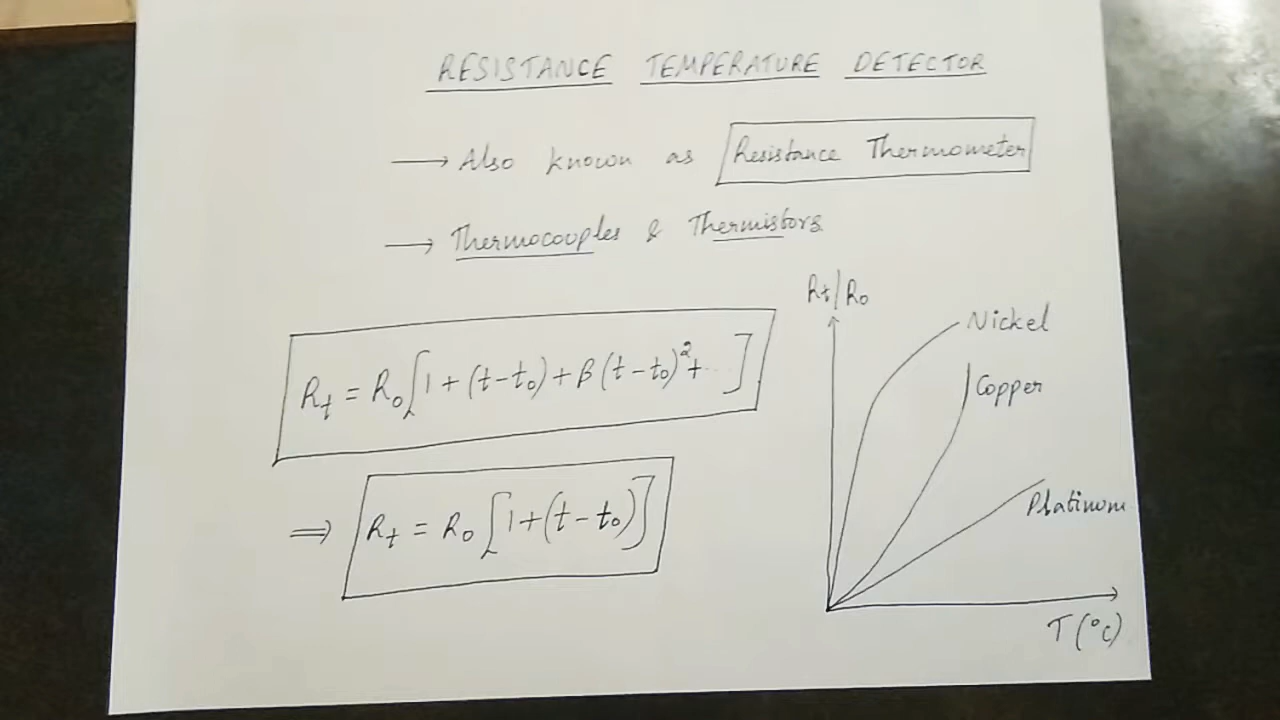 RESISTANCE TEMPERATURE DETECTOR
→ Also known as Resistance Thermometer
→ Thermocouples & Thermistors
Rt = R0[1 + (t-t0) + β(t-t0)²+...]
⇒ Rt = R0[1+(t-t0)]
Rt/R0
Nickel
Copper
Platinum
T(°C)